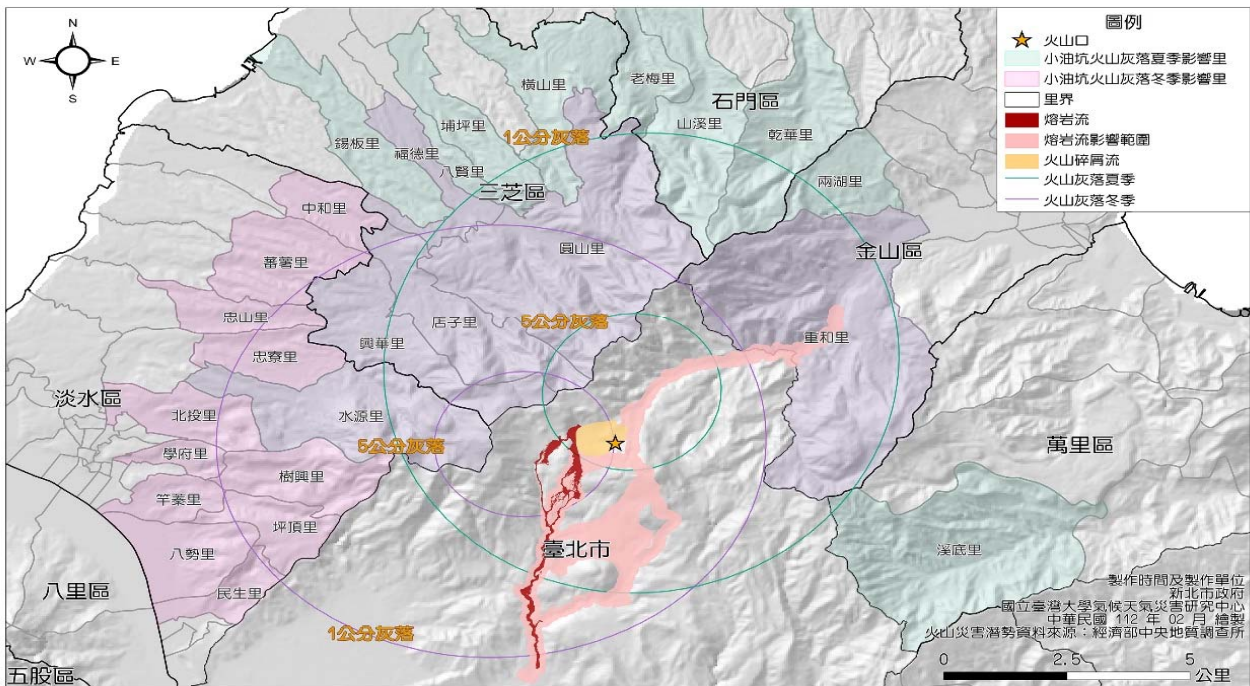 N
W
E
S
圖例
火山口
小油坑火山灰落夏季影響里
小油坑火山灰落冬季影響里
里界
熔岩流
熔岩流影響範圍
火山碎屑流
火山灰落夏季
火山灰落冬季
橫山里
老梅里
石門區
埔坪里
1公分灰落
山溪里
乾華里
錫板里
福德里
八賢里
兩湖里
三芝區
中和里
圓山里
金山區
蕃薯里
忠山里
店子里
5公分灰落
興華里
重和里
忠寮里
淡水區
北投里
水源里
5公分灰落
萬里區
學府里
樹興里
竿蓁里
坪頂里
八勢里
臺北市
溪底里
八里區
民生里
1公分灰落
五股區
製作時間及製作單位
新北市政府
國立臺灣大學氣候天氣災害研究中心
中華民國 112 年 02 月 繪製
火山災害潛勢資料來源：經濟部中央地質調查所
0
2.5
5
公里